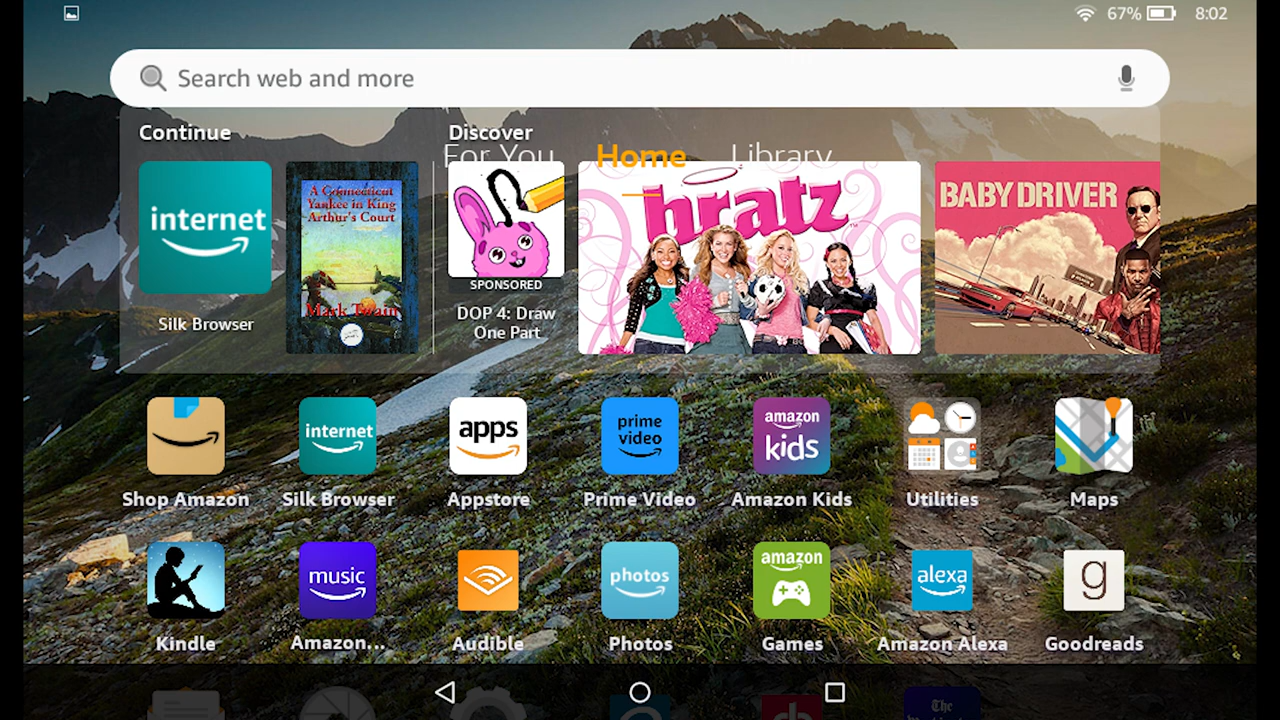 67% 8:02
Search web and more
Continue
Discover
For You Home Library
internet
A Connecticut
Yankee in King
Arthur's Court
Mark Twain
Silk Browser
SPONSORED
DOP 4: Draw
One Part
bratz
BABY DRIVER
internet
apps
prime
video
amazon
kids
Shop Amazon
Silk Browser
Appstore
Prime Video
Amazon Kids
Utilities
Maps
music
photos
amazon
alexa
g
Kindle
Amazon...
Audible
Photos
Games
Amazon Alexa
Goodreads
The